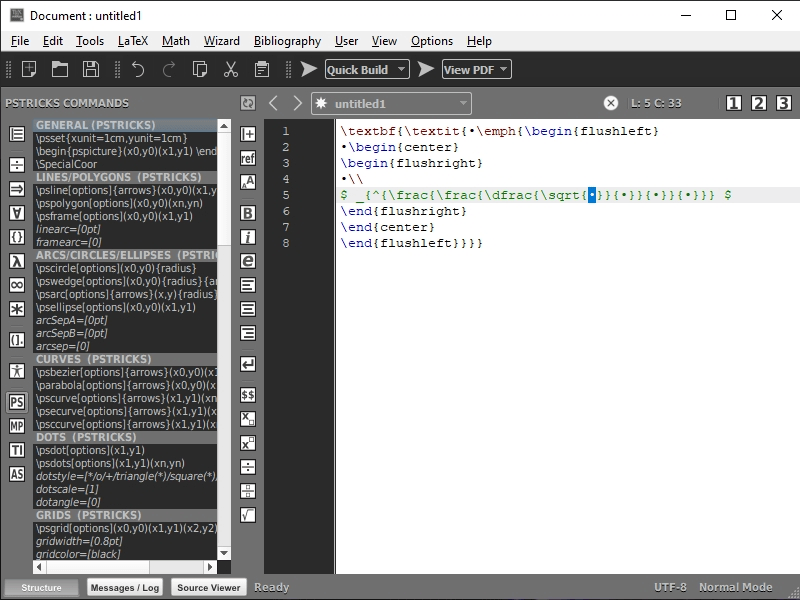 Document : untitled1
File Edit Tools LaTeX Math Wizard Bibliography User View Options Help
Quick Build View PDF
PSTRICKS COMMANDS
untitled1
L: 5 C: 33
1 2 3
GENERAL (PSTRICKS)
\psset{xunit=1cm,yunit=1cm}
\begin{pspicture}(x0,y0)(x1,y1) \end
\SpecialCoor
LINES/POLYGONS (PSTRICKS)
\psline[options]{arrows}(x0,y0)(x1,y
\pspolygon[options](x0,y0)(xn,yn)
\psframe[options](x0,y0)(x1,y1)
linearc=[0pt]
framearc=[0]
ARCS/CIRCLES/ELLIPSES (PSTRI
\pscircle[options](x0,y0){radius}
\pswedge[options](x0,y0){radius}{an
\psarc[options]{arrows}(x,y){radius}
\psellipse[options](x0,y0)(x1,y1)
arcSepA=[0pt]
arcSepB=[0pt]
arcsep=[0]
CURVES (PSTRICKS)
\psbezier[options]{arrows}(x0,y0)(x1
\parabola[options]{arrows}(x0,y0)(x
\pscurve[options]{arrows}(x1,y1)(xn
\psecurve[options]{arrows}(x1,y1)(x
\psccurve[options]{arrows}(x1,y1)(x
DOTS (PSTRICKS)
\psdot[options](x1,y1)
\psdots[options](x1,y1)(xn,yn)
dotstyle=[*/o/+/triangle(*)/square(*)
dotscale=[1]
dotangle=[0]
GRIDS (PSTRICKS)
\psgrid[options](x0,y0)(x1,y1)(x2,y2)
gridwidth=[0.8pt]
gridcolor=[black]
PS
MP
TI
AS
ref
B
i
e
$$
1 \textbf{\textit{•\emph{\begin{flushleft}
2 •\begin{center}
3 \begin{flushright}
4 •\\
5 $ _{^{\frac{\frac{\dfrac{\sqrt{•}}{•}}{•}}{•}}} $
6 \end{flushright}
7 \end{center}
8 \end{flushleft}}}}
Structure Messages / Log Source Viewer Ready UTF-8 Normal Mode